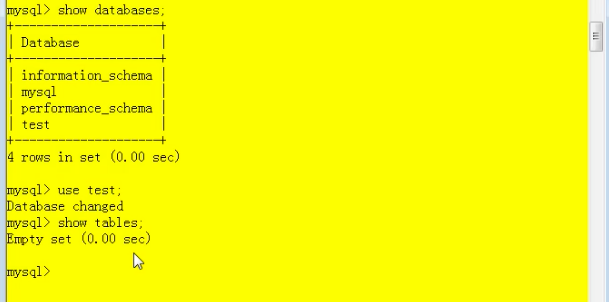 mysql> show databases;
+--------------------+
| Database           |
+--------------------+
| information_schema |
| mysql              |
| performance_schema |
| test               |
+--------------------+
4 rows in set (0.00 sec)
mysql> use test;
Database changed
mysql> show tables;
Empty set (0.00 sec)
mysql>